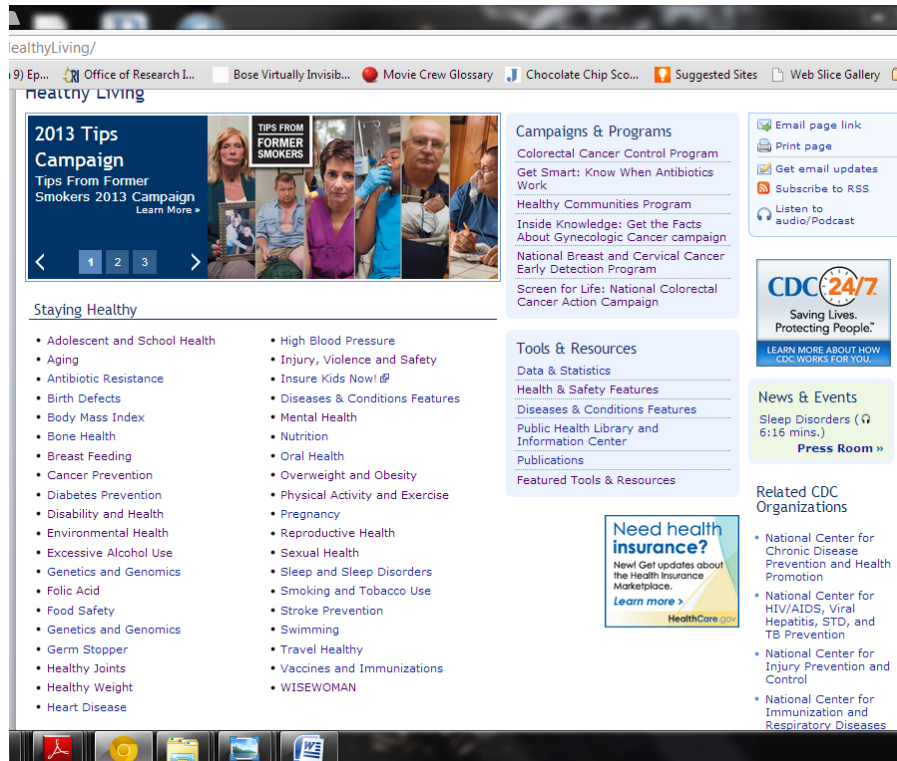 ealthyLiving/
9) Ep...
Office of Research I...
Bose Virtually Invisib...
Movie Crew Glossary
Chocolate Chip Sco...
Suggested Sites
Web Slice Gallery
Healthy Living
2013 Tips
Campaign
Tips From Former
Smokers 2013 Campaign
Learn More »
1 2 3
TIPS FROM
FORMER
SMOKERS
Staying Healthy
• Adolescent and School Health
• Aging
• Antibiotic Resistance
• Birth Defects
• Body Mass Index
• Bone Health
• Breast Feeding
• Cancer Prevention
• Diabetes Prevention
• Disability and Health
• Environmental Health
• Excessive Alcohol Use
• Genetics and Genomics
• Folic Acid
• Food Safety
• Genetics and Genomics
• Germ Stopper
• Healthy Joints
• Healthy Weight
• Heart Disease
• High Blood Pressure
• Injury, Violence and Safety
• Insure Kids Now!
• Diseases & Conditions Features
• Mental Health
• Nutrition
• Oral Health
• Overweight and Obesity
• Physical Activity and Exercise
• Pregnancy
• Reproductive Health
• Sexual Health
• Sleep and Sleep Disorders
• Smoking and Tobacco Use
• Stroke Prevention
• Swimming
• Travel Healthy
• Vaccines and Immunizations
• WISEWOMAN
Campaigns & Programs
Colorectal Cancer Control Program
Get Smart: Know When Antibiotics
Work
Healthy Communities Program
Inside Knowledge: Get the Facts
About Gynecologic Cancer campaign
National Breast and Cervical Cancer
Early Detection Program
Screen for Life: National Colorectal
Cancer Action Campaign
Tools & Resources
Data & Statistics
Health & Safety Features
Diseases & Conditions Features
Public Health Library and
Information Center
Publications
Featured Tools & Resources
Need health
insurance?
New! Get updates about
the Health Insurance
Marketplace.
Learn more >
HealthCare.gov
Email page link
Print page
Get email updates
Subscribe to RSS
Listen to
audio/Podcast
CDC 24/7
Saving Lives.
Protecting People.™
LEARN MORE ABOUT HOW
CDC WORKS FOR YOU.
News & Events
Sleep Disorders (
6:16 mins.)
Press Room »
Related CDC
Organizations
• National Center for
Chronic Disease
Prevention and Health
Promotion
• National Center for
HIV/AIDS, Viral
Hepatitis, STD, and
TB Prevention
• National Center for
Injury Prevention and
Control
• National Center for
Immunization and
Respiratory Diseases